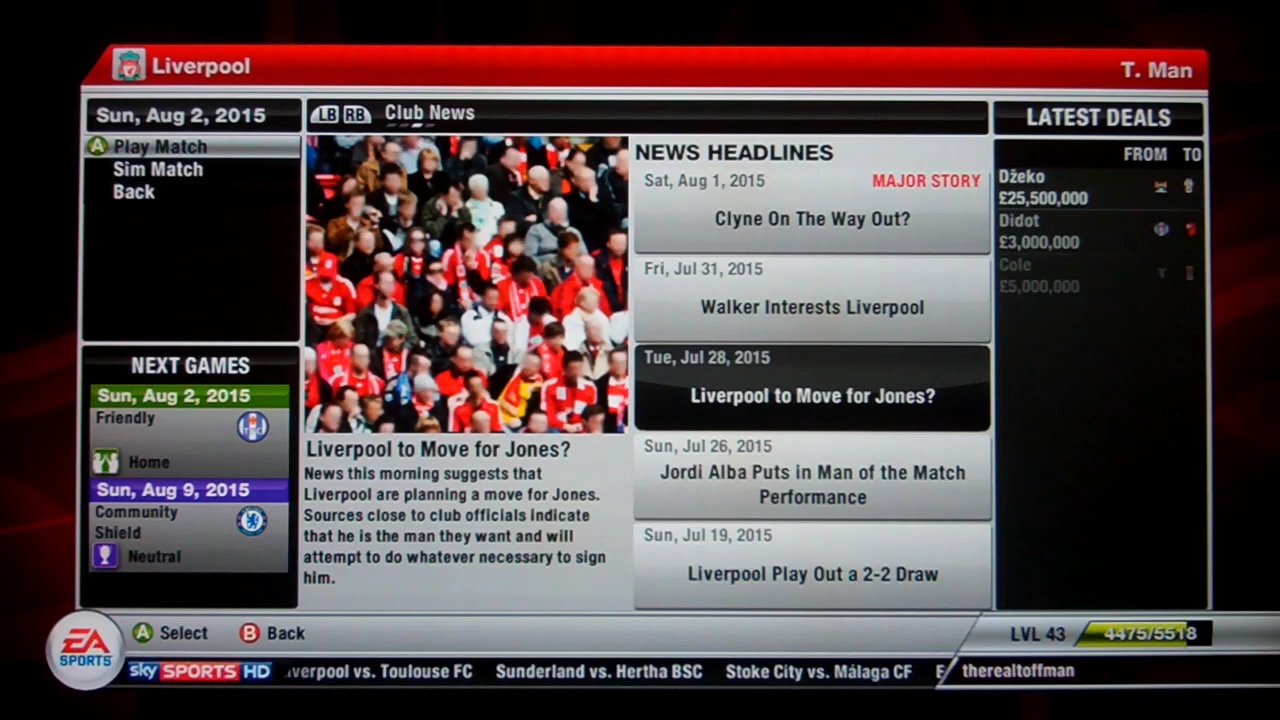 Liverpool
T. Man
Sun, Aug 2, 2015
A Play Match
Sim Match
Back
NEXT GAMES
Sun, Aug 2, 2015
Friendly
TFC
Home
Sun, Aug 9, 2015
Community
Shield
Neutral
LB RB Club News
Liverpool to Move for Jones?
News this morning suggests that
Liverpool are planning a move for Jones.
Sources close to club officials indicate
that he is the man they want and will
attempt to do whatever necessary to sign
him.
NEWS HEADLINES
Sat, Aug 1, 2015 MAJOR STORY
Clyne On The Way Out?
Fri, Jul 31, 2015
Walker Interests Liverpool
Tue, Jul 28, 2015
Liverpool to Move for Jones?
Sun, Jul 26, 2015
Jordi Alba Puts in Man of the Match
Performance
Sun, Jul 19, 2015
Liverpool Play Out a 2-2 Draw
LATEST DEALS
FROM TO
Džeko
£25,500,000
Didot
£3,000,000
Cole
£5,000,000
EA
SPORTS
A Select B Back
LVL 43 4475/5518
sky SPORTS HD iverpool vs. Toulouse FC Sunderland vs. Hertha BSC Stoke City vs. Málaga CF E
therealtoffman